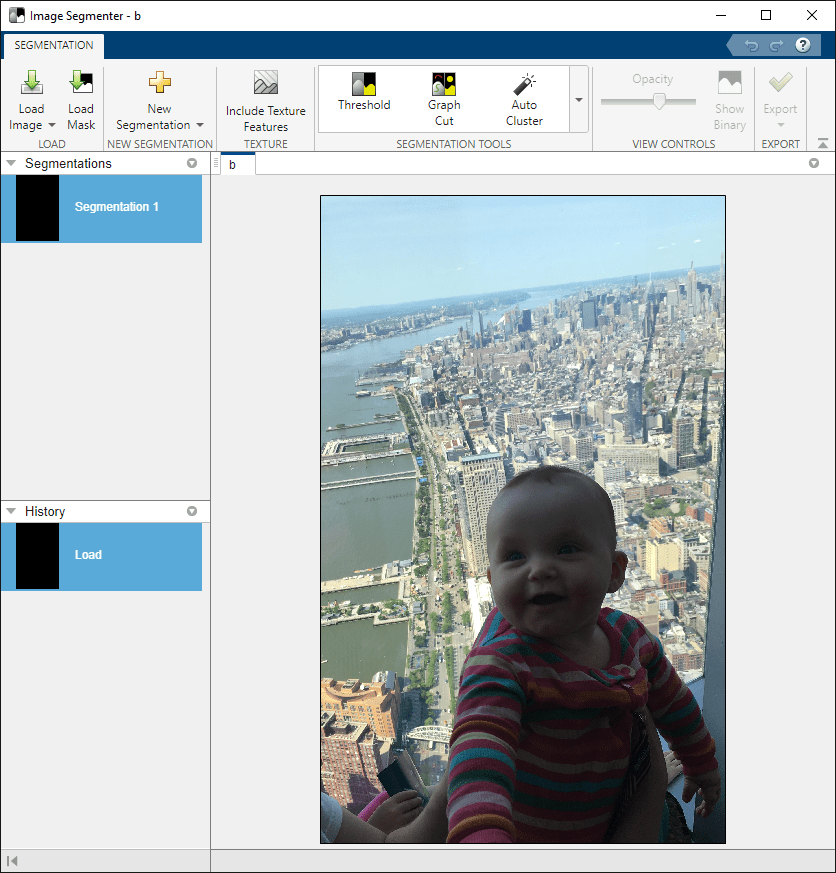 Image Segmenter - b
SEGMENTATION
?
Load
Image
Load
Mask
New
Segmentation
Include Texture
Features
Threshold
Graph
Cut
Auto
Cluster
Opacity
Show
Binary
Export
LOAD
NEW SEGMENTATION
TEXTURE
SEGMENTATION TOOLS
VIEW CONTROLS
EXPORT
Segmentations
b
Segmentation 1
History
Load